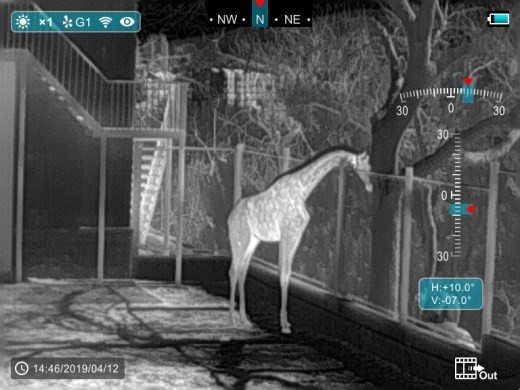 ×1 G1
· NW · N · NE ·
30 0 30
30
0
30
H:+10.0°
V:-07.0°
14:46/2019/04/12
Out